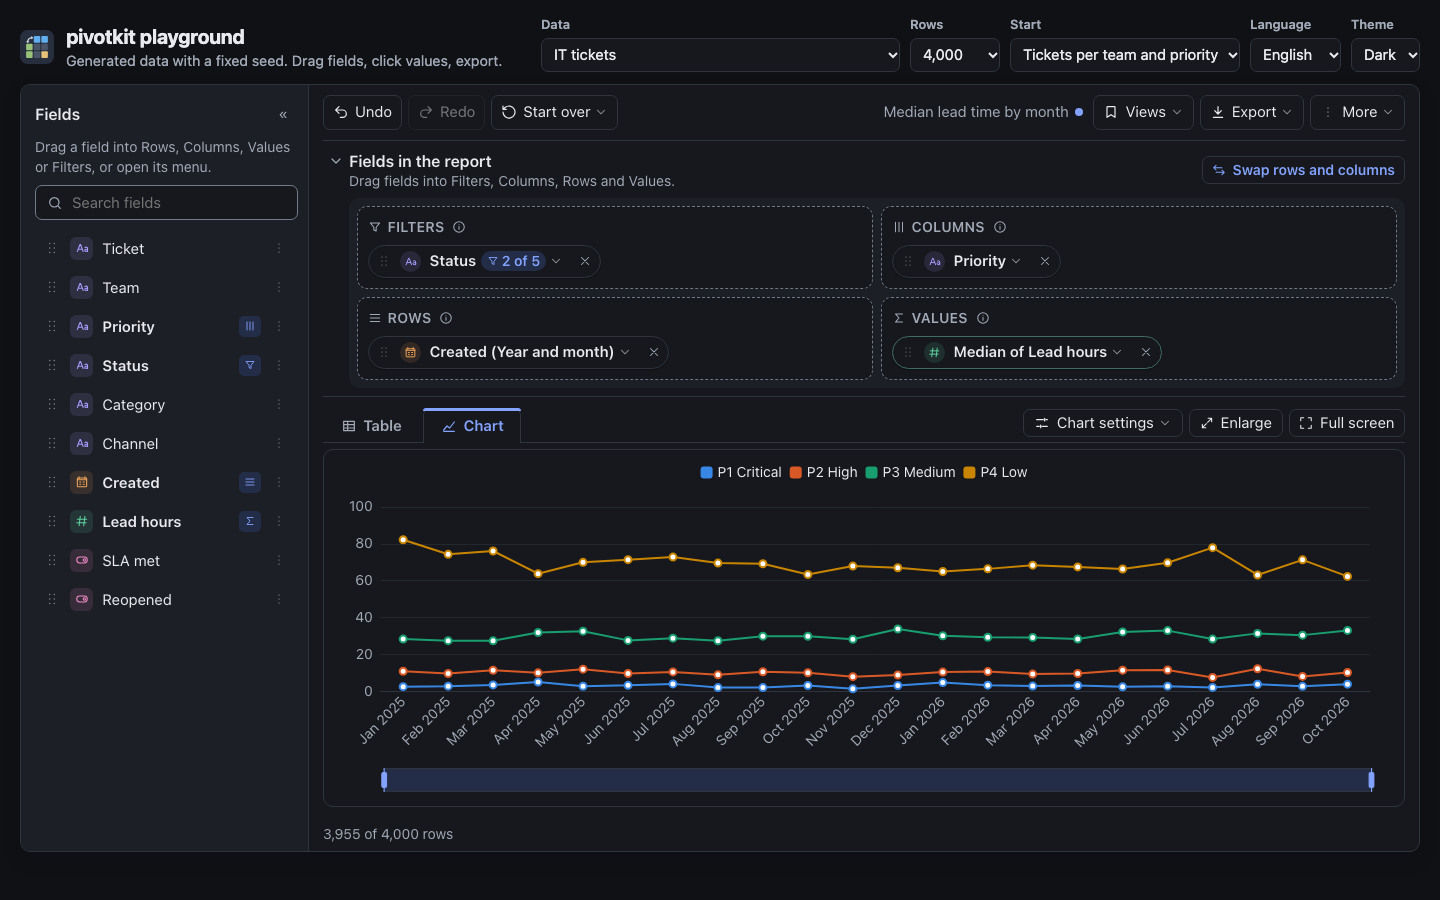 pivotkit playground
Generated data with a fixed seed. Drag fields, click values, export.
Data
IT tickets
Rows
4,000
Start
Tickets per team and priority
Language
English
Theme
Dark
Fields
«
Drag a field into Rows, Columns, Values
or Filters, or open its menu.
Search fields
Aa Ticket
Aa Team
Aa Priority
Aa Status
Aa Category
Aa Channel
Created
# Lead hours Σ
SLA met
Reopened
Undo
Redo
Start over
Median lead time by month
Views
Export
More
Fields in the report
Drag fields into Filters, Columns, Rows and Values.
Swap rows and columns
FILTERS
Aa Status 2 of 5
COLUMNS
Aa Priority
ROWS
Created (Year and month)
Σ VALUES
# Median of Lead hours
Table
Chart
Chart settings
Enlarge
Full screen
P1 Critical P2 High P3 Medium P4 Low
100
80
60
40
20
0
Jan 2025
Feb 2025
Mar 2025
Apr 2025
May 2025
Jun 2025
Jul 2025
Aug 2025
Sep 2025
Oct 2025
Nov 2025
Dec 2025
Jan 2026
Feb 2026
Mar 2026
Apr 2026
May 2026
Jun 2026
Jul 2026
Aug 2026
Sep 2026
Oct 2026
3,955 of 4,000 rows